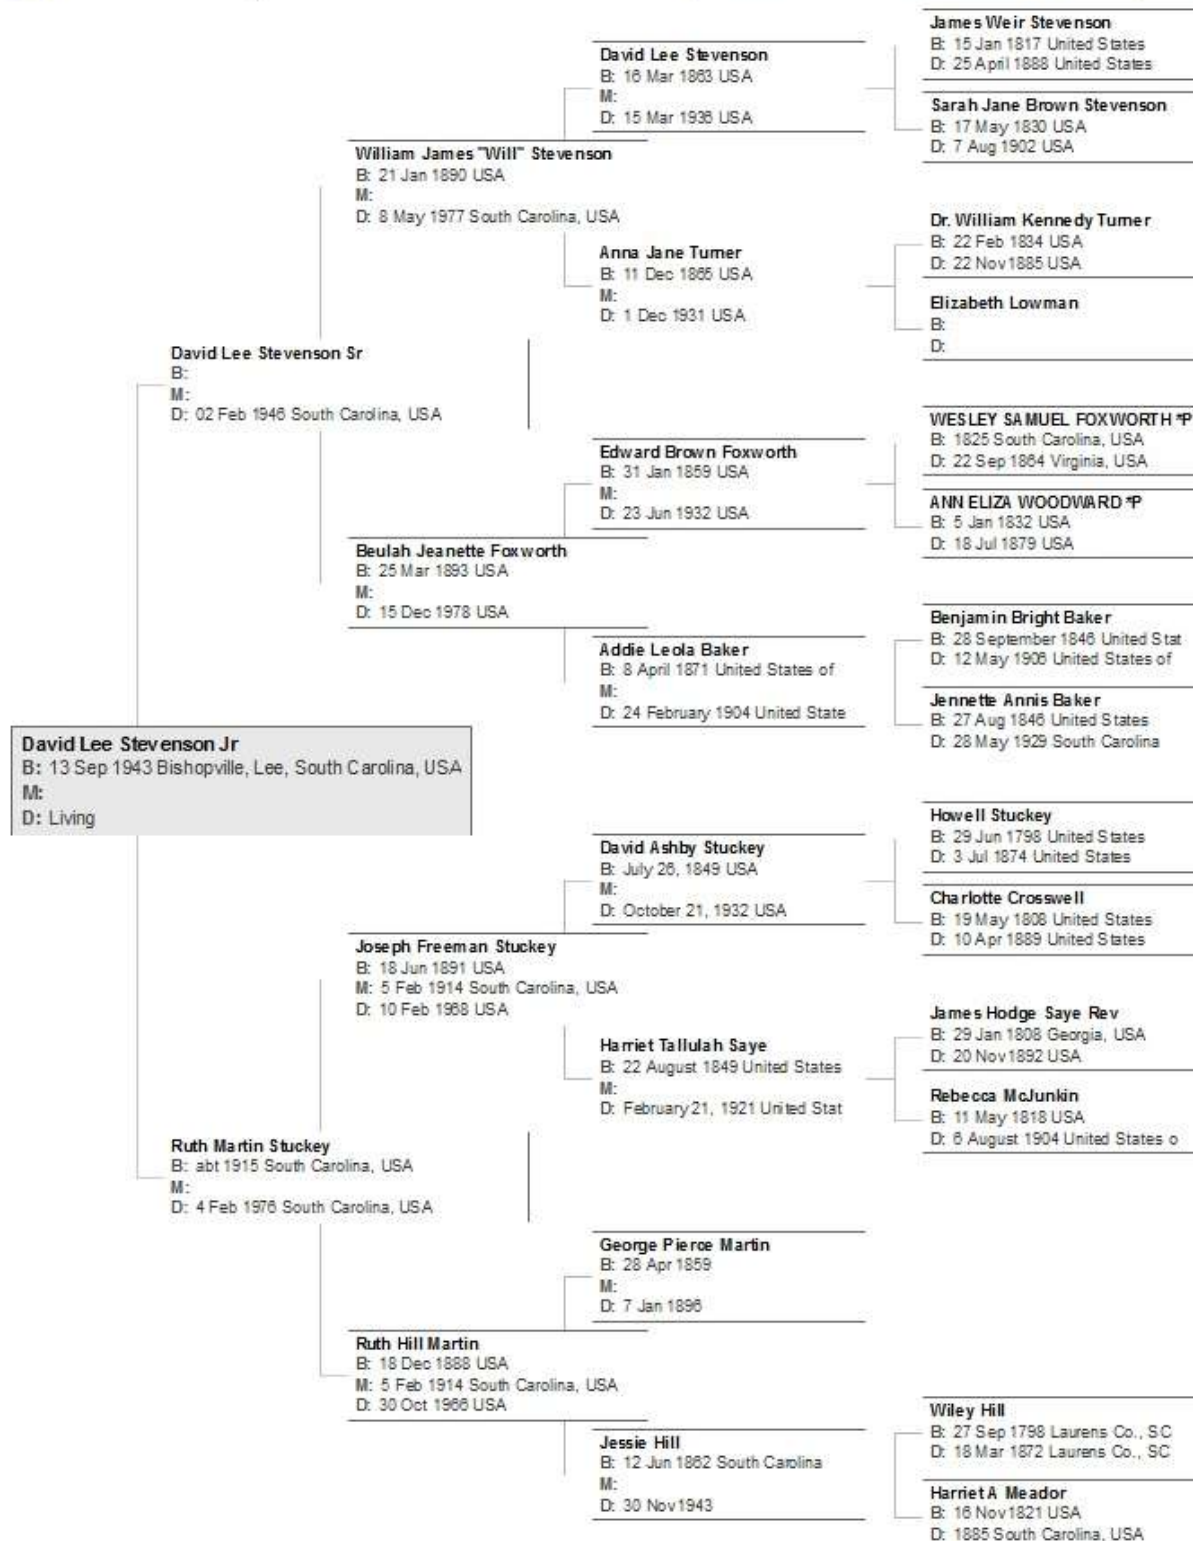 James Weir Stevenson
B: 15 Jan 1817 United States
D: 25 April 1888 United States
David Lee Stevenson
B: 16 Mar 1863 USA
M:
D: 15 Mar 1936 USA
Sarah Jane Brown Stevenson
B: 17 May 1830 USA
D: 7 Aug 1902 USA
William James "Will" Stevenson
B: 21 Jan 1890 USA
M:
D: 8 May 1977 South Carolina, USA
Dr. William Kennedy Turner
B: 22 Feb 1834 USA
D: 22 Nov 1885 USA
Anna Jane Turner
B: 11 Dec 1865 USA
M:
D: 1 Dec 1931 USA
Elizabeth Lowman
B:
D:
David Lee Stevenson Sr
B:
M:
D: 02 Feb 1946 South Carolina, USA
WESLEY SAMUEL FOXWORTH *P
B: 1825 South Carolina, USA
D: 22 Sep 1864 Virginia, USA
Edward Brown Foxworth
B: 31 Jan 1859 USA
M:
D: 23 Jun 1932 USA
ANN ELIZA WOODWARD *P
B: 5 Jan 1832 USA
D: 18 Jul 1879 USA
Beulah Jeanette Foxworth
B: 25 Mar 1893 USA
M:
D: 15 Dec 1978 USA
Benjamin Bright Baker
B: 28 September 1846 United Stat
D: 12 May 1906 United States of
Addie Leola Baker
B: 8 April 1871 United States of
M:
D: 24 February 1904 United State
Jennette Annis Baker
B: 27 Aug 1846 United States
D: 28 May 1929 South Carolina
David Lee Stevenson Jr
B: 13 Sep 1943 Bishopville, Lee, South Carolina, USA
M:
D: Living
Howell Stuckey
B: 29 Jun 1798 United States
D: 3 Jul 1874 United States
David Ashby Stuckey
B: July 26, 1849 USA
M:
D: October 21, 1932 USA
Charlotte Crosswell
B: 19 May 1808 United States
D: 10 Apr 1889 United States
Joseph Freeman Stuckey
B: 18 Jun 1891 USA
M: 5 Feb 1914 South Carolina, USA
D: 10 Feb 1968 USA
James Hodge Saye Rev
B: 29 Jan 1808 Georgia, USA
D: 20 Nov 1892 USA
Harriet Tallulah Saye
B: 22 August 1849 United States
M:
D: February 21, 1921 United Stat
Rebecca McJunkin
B: 11 May 1818 USA
D: 6 August 1904 United States o
Ruth Martin Stuckey
B: abt 1915 South Carolina, USA
M:
D: 4 Feb 1976 South Carolina, USA
George Pierce Martin
B: 28 Apr 1859
M:
D: 7 Jan 1896
Ruth Hill Martin
B: 18 Dec 1888 USA
M: 5 Feb 1914 South Carolina, USA
D: 30 Oct 1966 USA
Wiley Hill
B: 27 Sep 1798 Laurens Co., SC
D: 18 Mar 1872 Laurens Co., SC
Jessie Hill
B: 12 Jun 1862 South Carolina
M:
D: 30 Nov 1943
Harriet A Meador
B: 16 Nov 1821 USA
D: 1885 South Carolina, USA